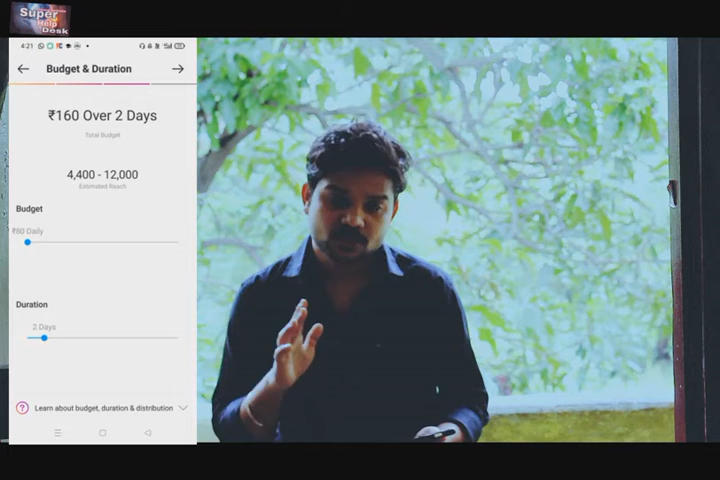 Super
Help
Desk
4:21
Budget & Duration
₹160 Over 2 Days
Total Budget
4,400 - 12,000
Estimated Reach
Budget
₹80 Daily
Duration
2 Days
Learn about budget, duration & distribution